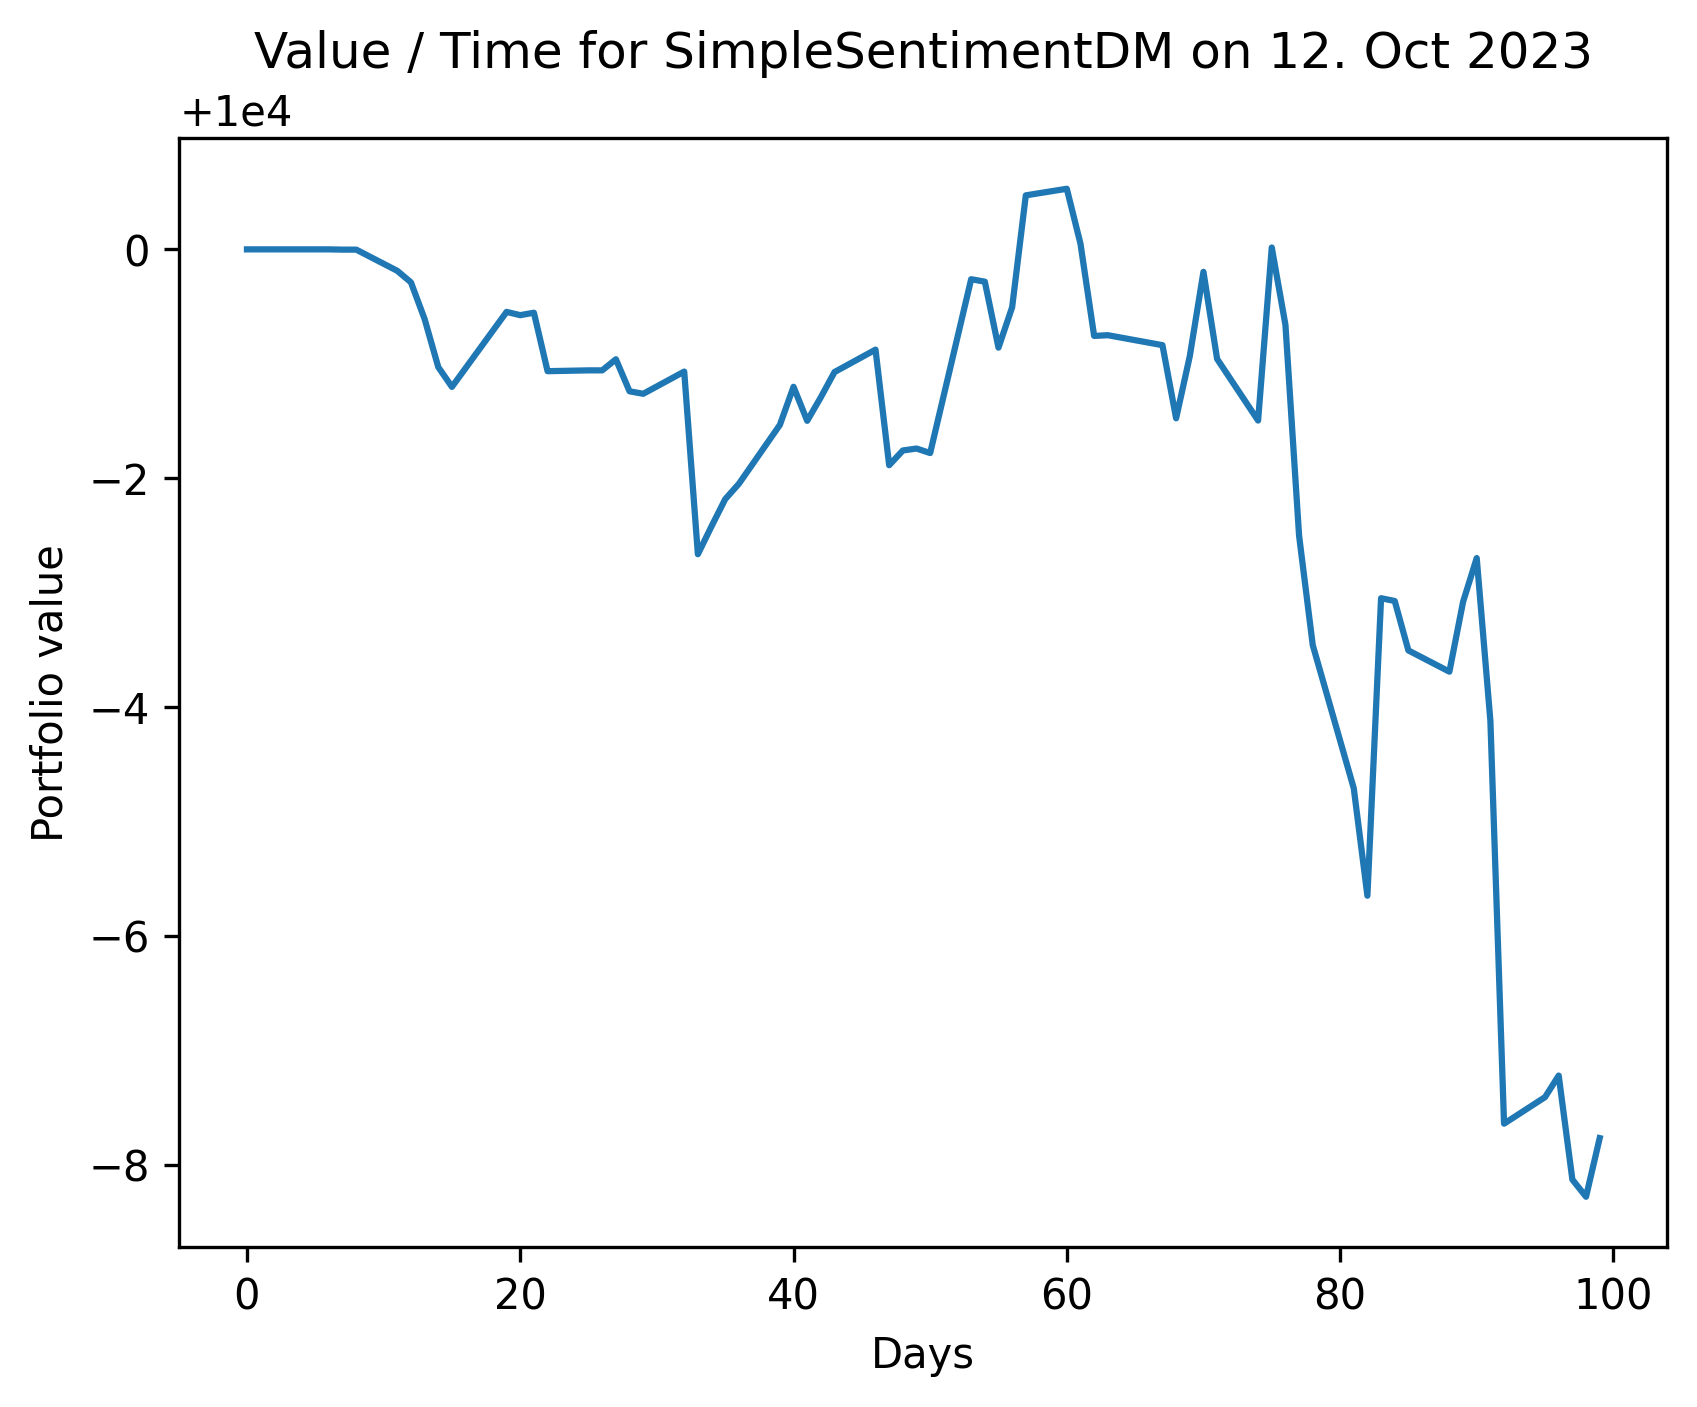 Value / Time for SimpleSentimentDM on 12. Oct 2023
+1e4
0
−2
−4
−6
−8
Portfolio value
0 20 40 60 80 100
Days